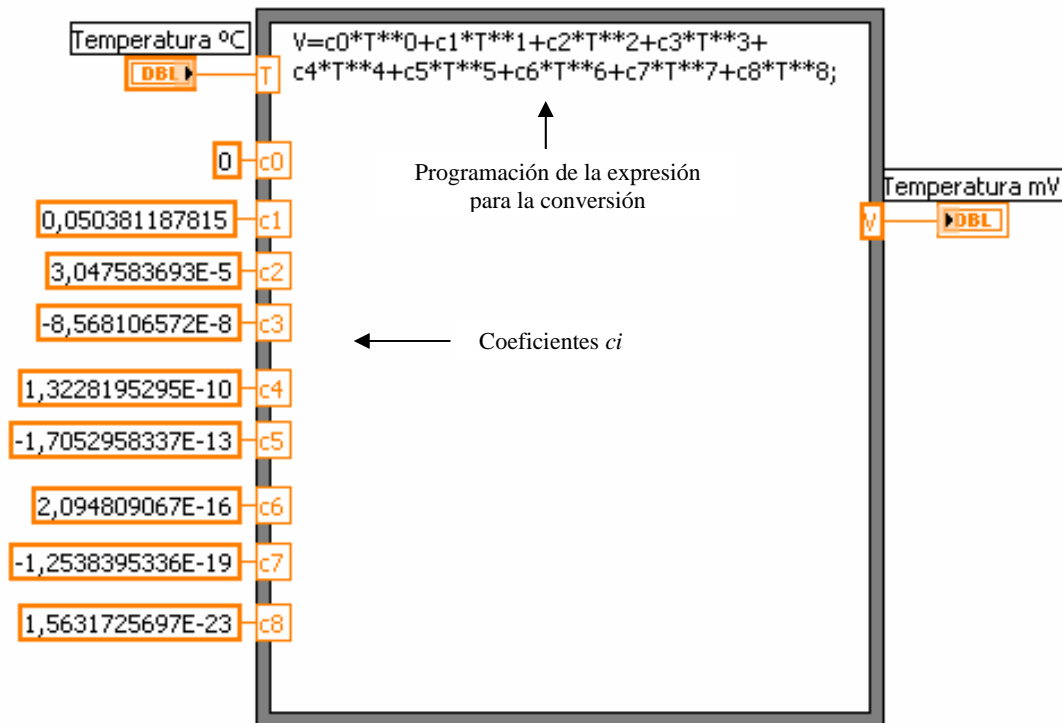 Temperatura ºC
V=c0*T**0+c1*T**1+c2*T**2+c3*T**3+
c4*T**4+c5*T**5+c6*T**6+c7*T**7+c8*T**8;
DBL
T
Programación de la expresión
para la conversión
0
c0
Temperatura mV
0,050381187815
c1
V
DBL
3,047583693E-5
c2
-8,568106572E-8
c3
Coeficientes ci
1,3228195295E-10
c4
-1,7052958337E-13
c5
2,094809067E-16
c6
-1,2538395336E-19
c7
1,5631725697E-23
c8